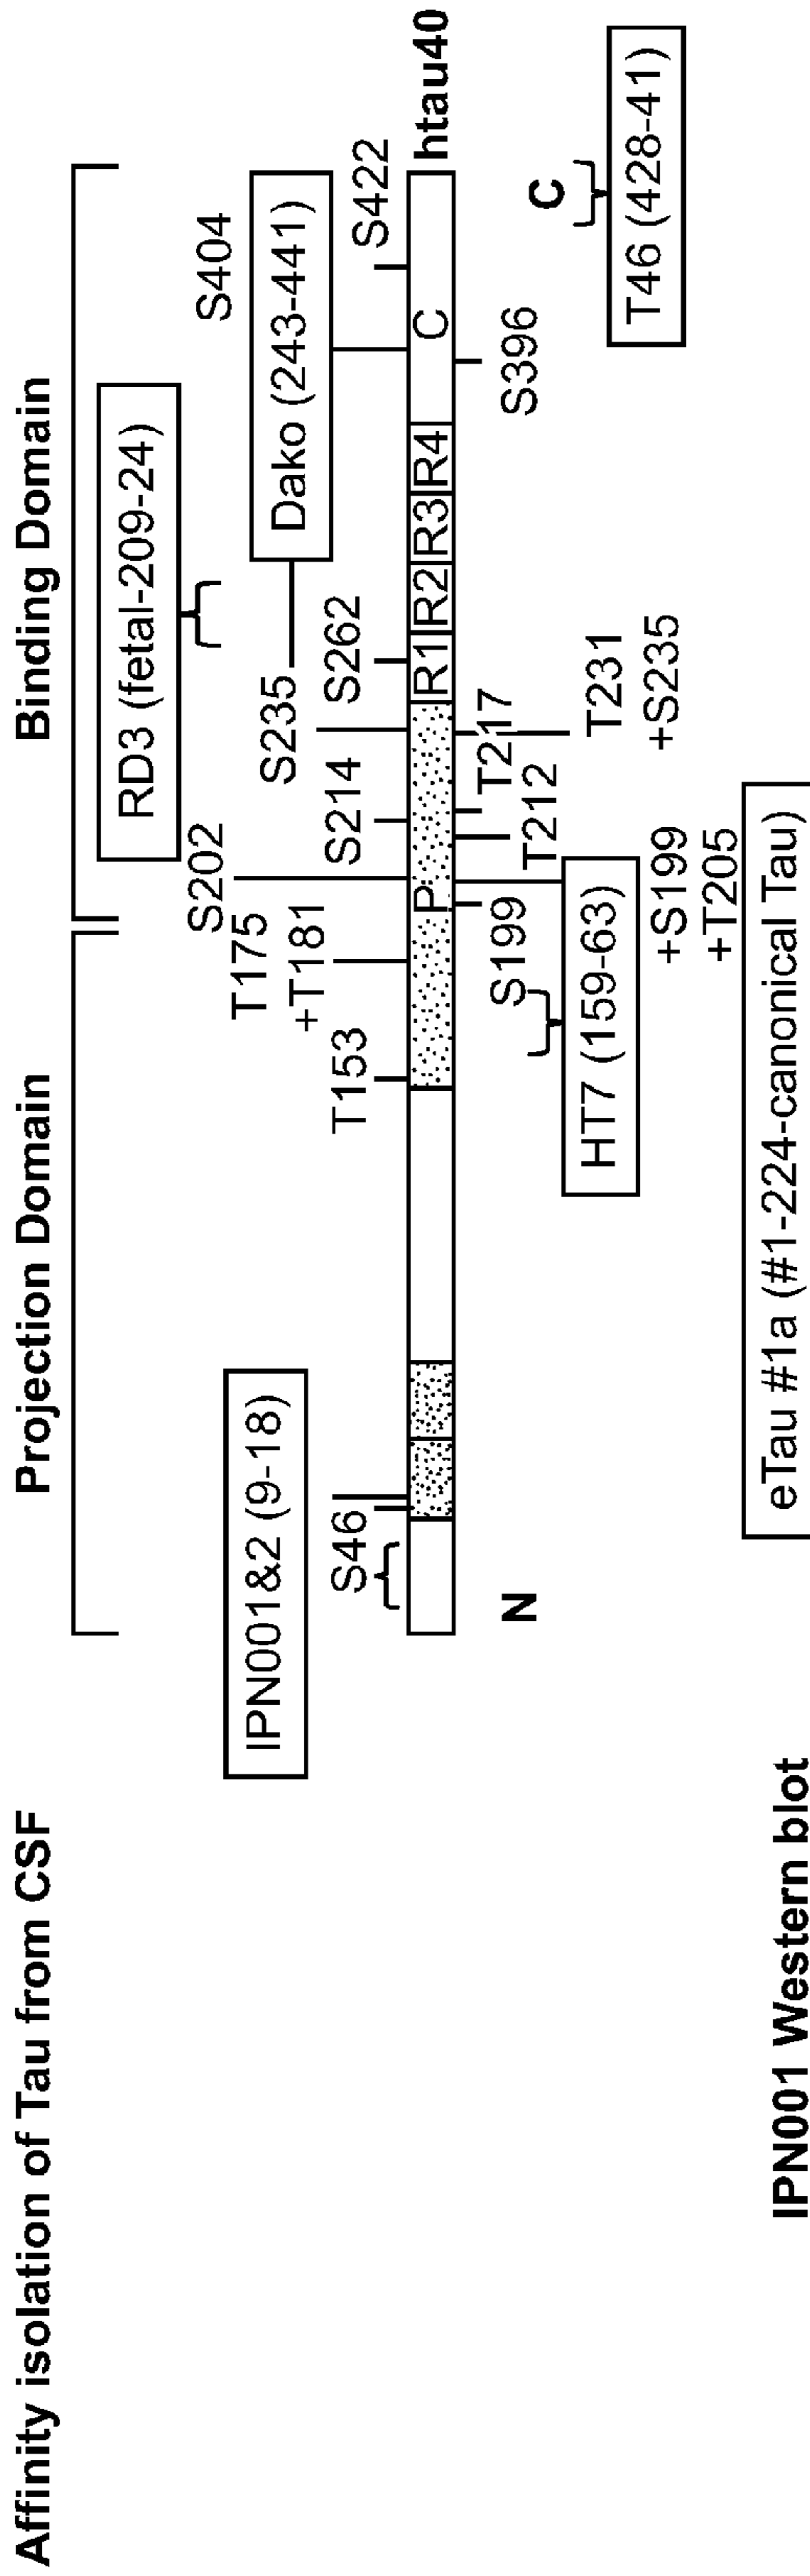 Affinity isolation of Tau from CSF
Projection Domain
Binding Domain
RD3 (fetal-209-24)
S202
S404
T175
+T181
IPN001&2 (9-18)
S235
Dako (243-441)
T153
S214
S262
S422
S46
P
R1
R2
R3
R4
C
htau40
N
S199
T217
T212
S396
C
HT7 (159-63)
T231
+S235
+S199
+T205
T46 (428-41)
eTau #1a (#1-224-canonical Tau)
IPN001 Western blot